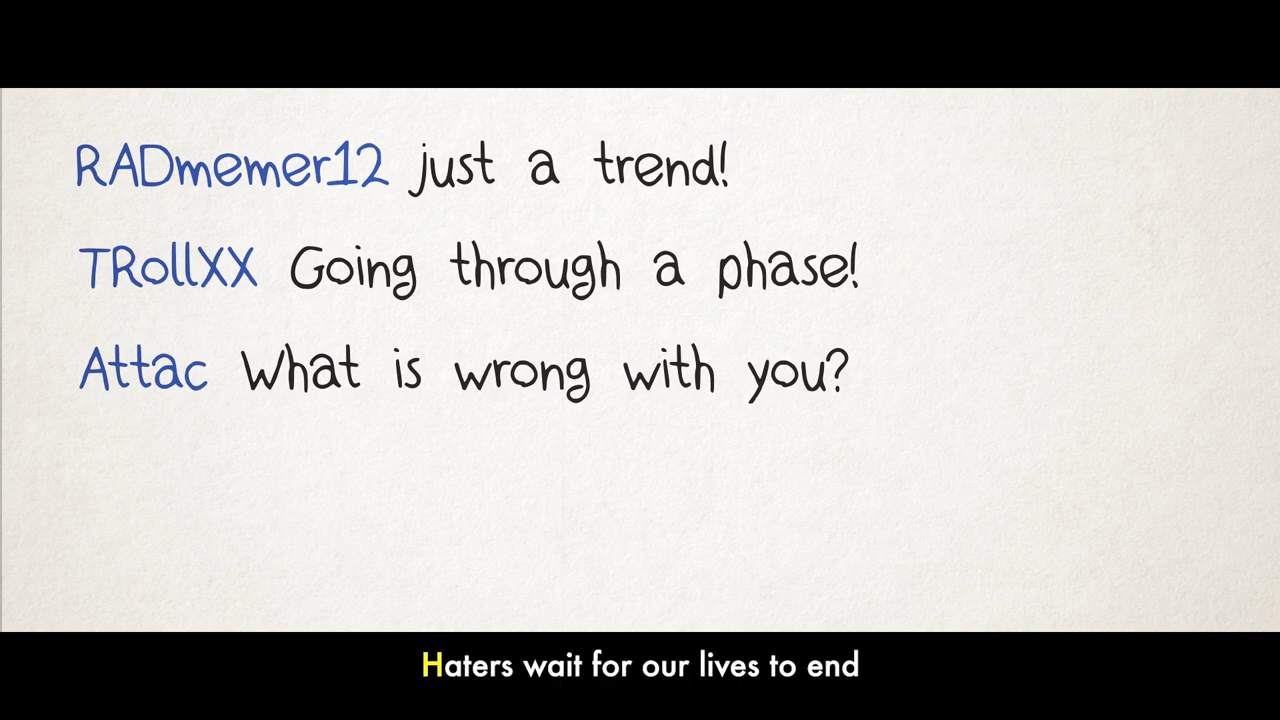 RADmemer12 just a trend!
TRollXX Going through a phase!
Attac What is wrong with you?
Haters wait for our lives to end